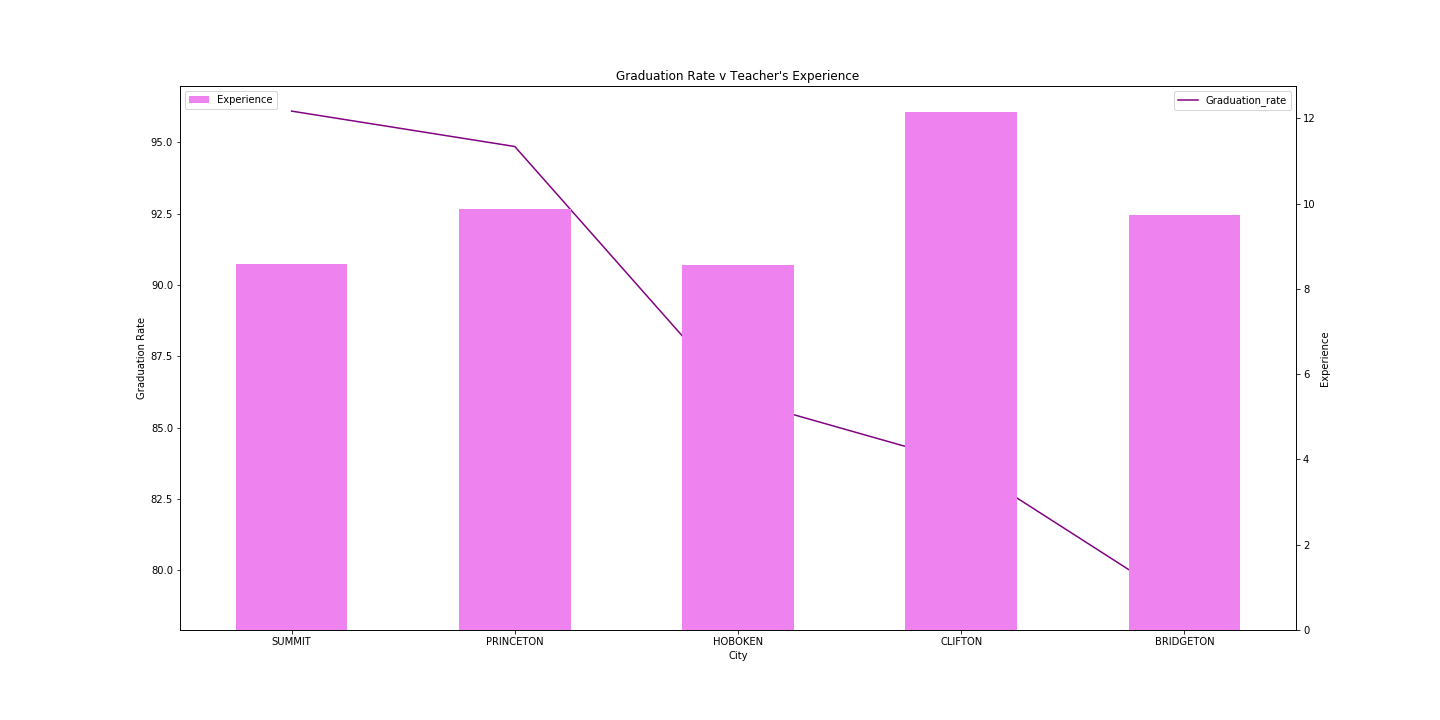 Graduation Rate v Teacher's Experience
Experience
Graduation_rate
95.0
92.5
90.0
87.5
85.0
82.5
80.0
Graduation Rate
12
10
8
6
4
2
0
Experience
SUMMIT
PRINCETON
HOBOKEN
CLIFTON
BRIDGETON
City